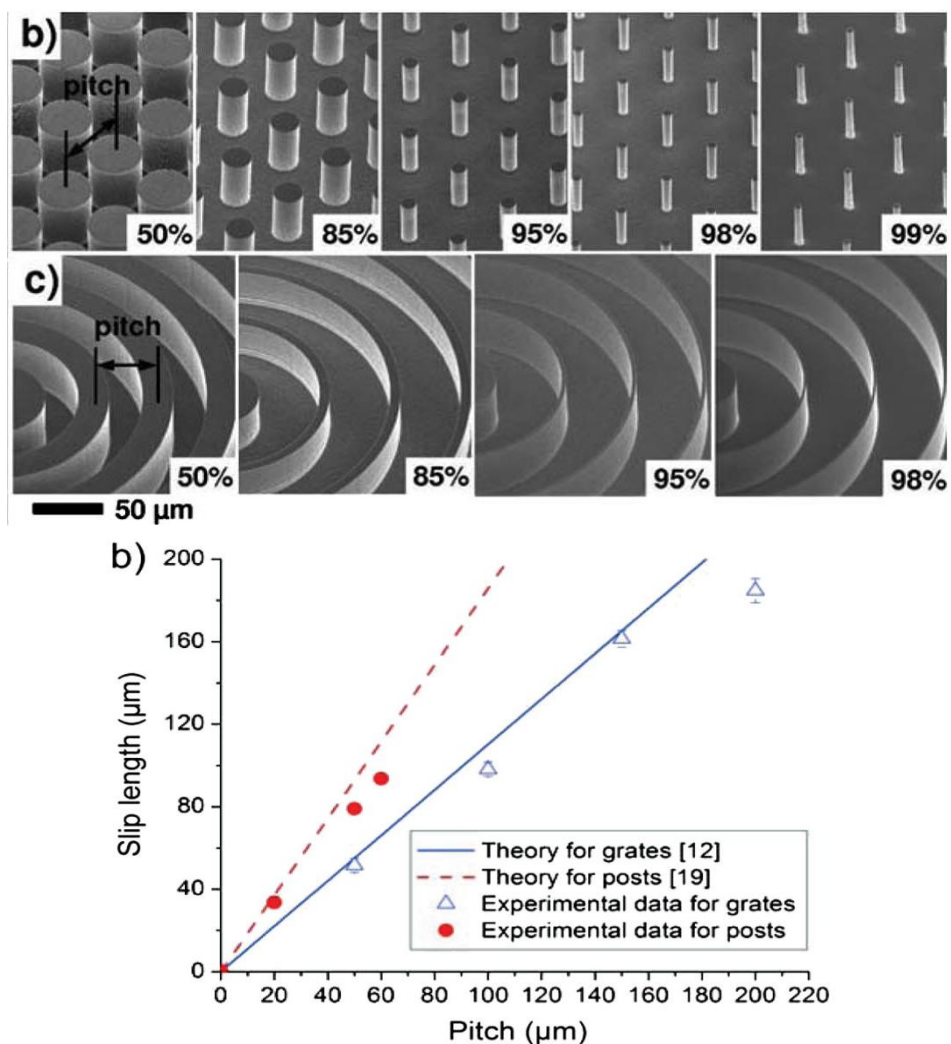 b)
pitch
50%
85%
95%
98%
99%
c)
pitch
50%
85%
95%
98%
50 μm
b)
200
160
120
80
40
0
Slip length (μm)
Theory for grates [12]
Theory for posts [19]
Experimental data for grates
Experimental data for posts
0 20 40 60 80 100 120 140 160 180 200 220
Pitch (μm)